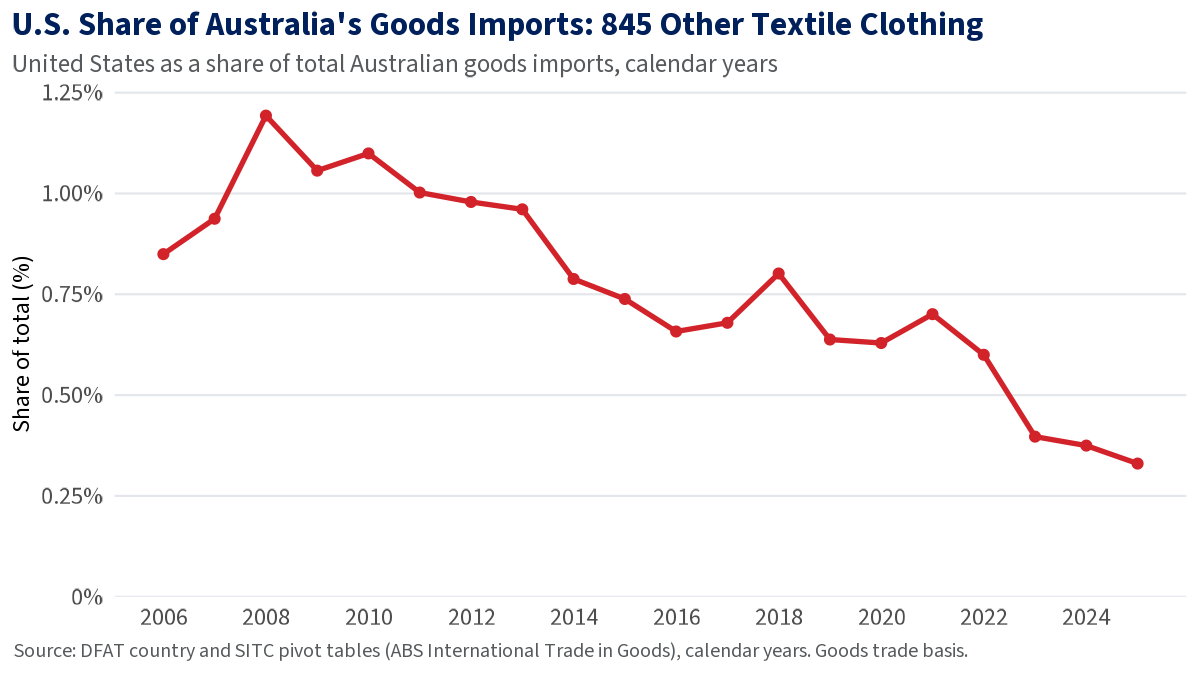 U.S. Share of Australia's Goods Imports: 845 Other Textile Clothing
United States as a share of total Australian goods imports, calendar years
Share of total (%)
1.25%
1.00%
0.75%
0.50%
0.25%
0%
2006 2008 2010 2012 2014 2016 2018 2020 2022 2024
Source: DFAT country and SITC pivot tables (ABS International Trade in Goods), calendar years. Goods trade basis.